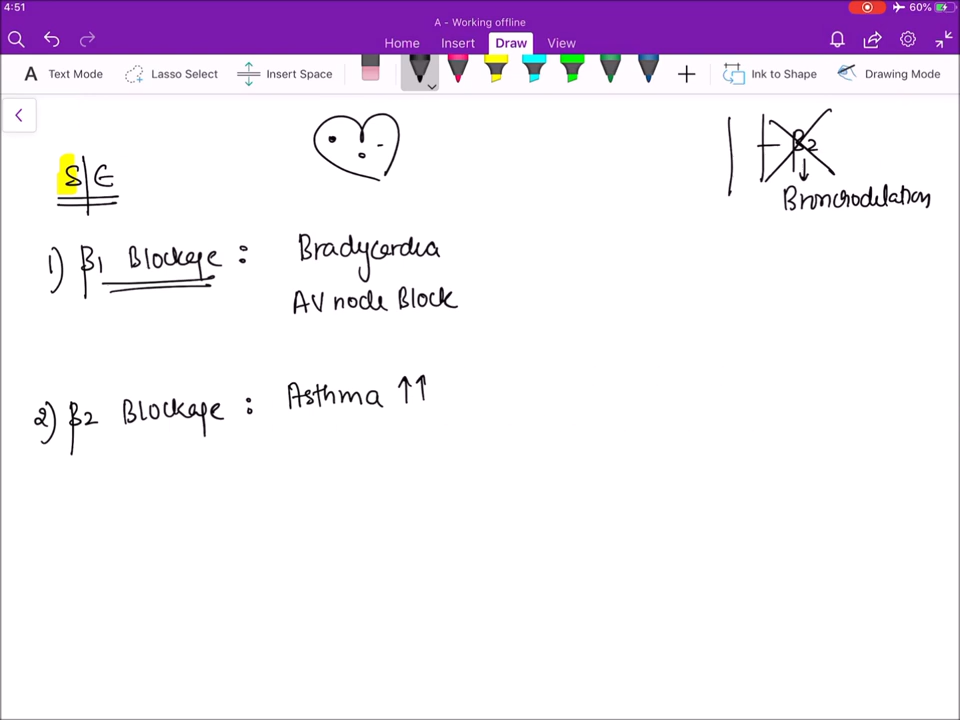 4:51
60%
A - Working offline
Home Insert Draw View
A Text Mode Lasso Select Insert Space Ink to Shape Drawing Mode
S/E
β2
Broncrodilation
1) β1 Blockage : Bradycardia
AV node Block
2) β2 Blockage : Asthma ↑↑